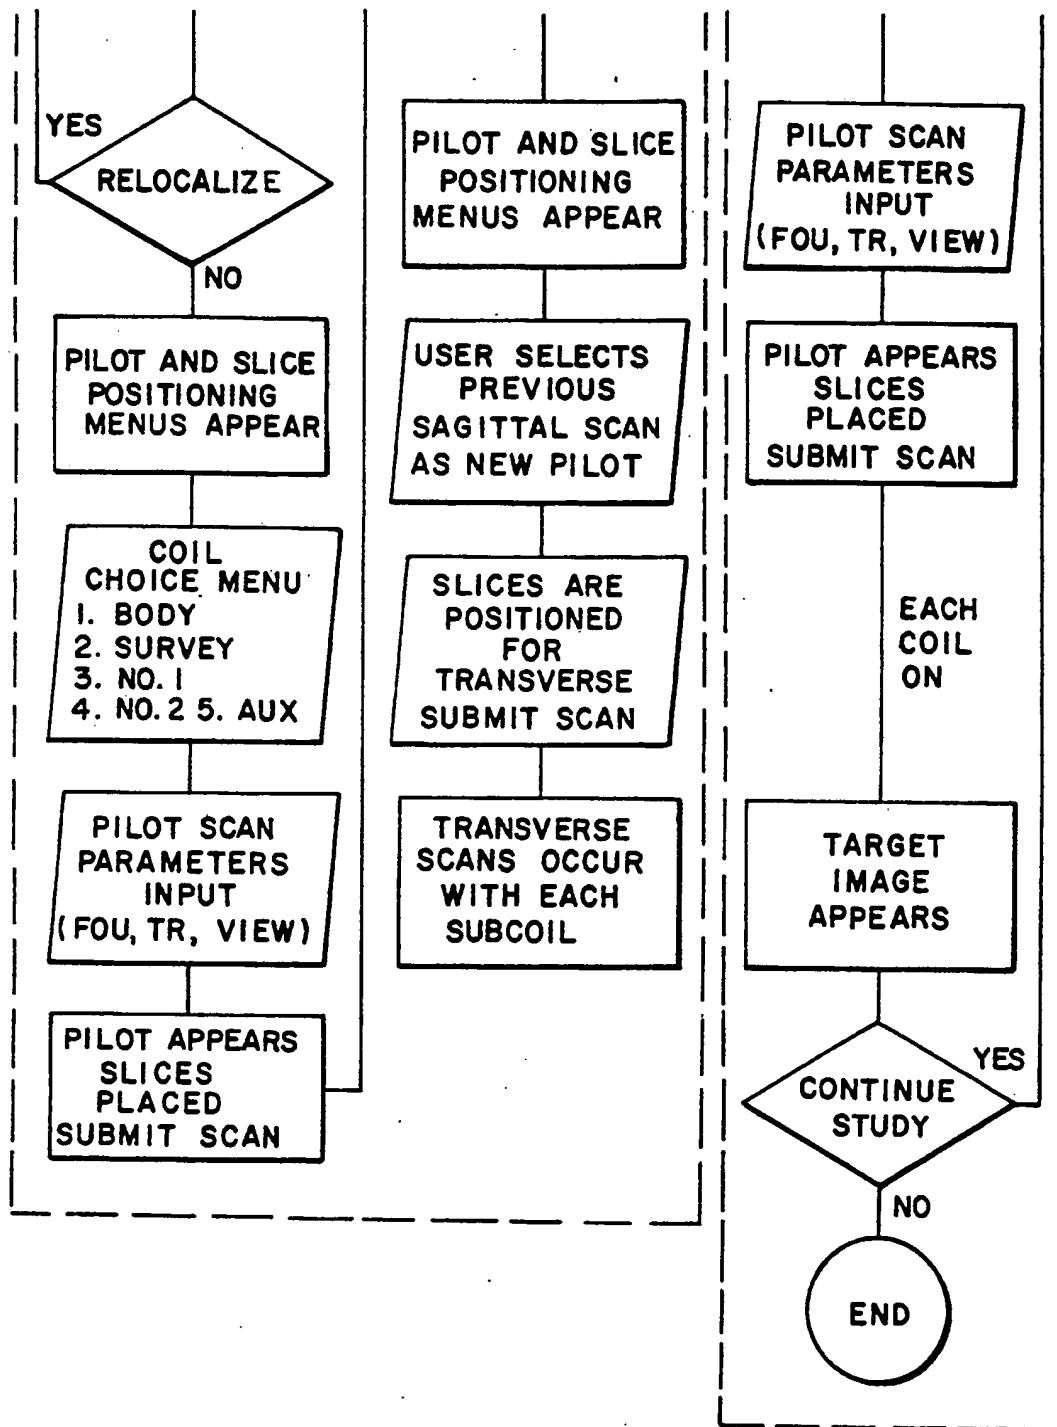 YES
RELOCALIZE
NO
PILOT AND SLICE
POSITIONING
MENUS APPEAR
COIL
CHOICE MENU
1. BODY
2. SURVEY
3. NO. 1
4. NO. 2 5. AUX
PILOT SCAN
PARAMETERS
INPUT
(FOU, TR, VIEW)
PILOT APPEARS
SLICES
PLACED
SUBMIT SCAN
PILOT AND SLICE
POSITIONING
MENUS APPEAR
USER SELECTS
PREVIOUS
SAGITTAL SCAN
AS NEW PILOT
SLICES ARE
POSITIONED
FOR
TRANSVERSE
SUBMIT SCAN
TRANSVERSE
SCANS OCCUR
WITH EACH
SUBCOIL
PILOT SCAN
PARAMETERS
INPUT
(FOU, TR, VIEW)
PILOT APPEARS
SLICES
PLACED
SUBMIT SCAN
EACH
COIL
ON
TARGET
IMAGE
APPEARS
CONTINUE
STUDY
YES
NO
END